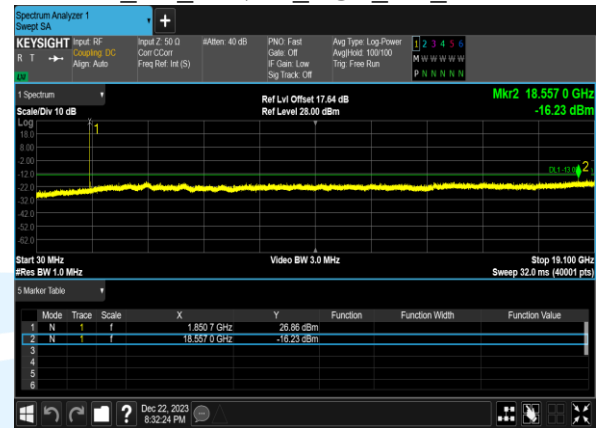 Spectrum Analyzer 1
Swept SA
KEYSIGHT Input: RF Input Z: 50 Ω #Atten: 40 dB PNO: Fast Avg Type: Log-Power 1 2 3 4 5 6
R T Coupling: DC Corr CCorr Gate: Off Avg|Hold: 100/100 M W W W W W
Align: Auto Freq Ref: Int (S) IF Gain: Low Trig: Free Run
Sig Track: Off P N N N N N
1 Spectrum Ref Lvl Offset 17.64 dB Mkr2 18.557 0 GHz
Scale/Div 10 dB Ref Level 28.00 dBm -16.23 dBm
Log
18.0 1
8.00
-2.00
-12.0 2
-22.0
-32.0
-42.0
-52.0
-62.0
Start 30 MHz Video BW 3.0 MHz Stop 19.100 GHz
#Res BW 1.0 MHz Sweep 32.0 ms (40001 pts)
5 Marker Table
Mode Trace Scale X Y Function Function Width Function Value
1 N 1 f 1.850 7 GHz 26.86 dBm
2 N 1 f 18.557 0 GHz -16.23 dBm
3
4
5
6
? Dec 22, 2023
8:32:24 PM